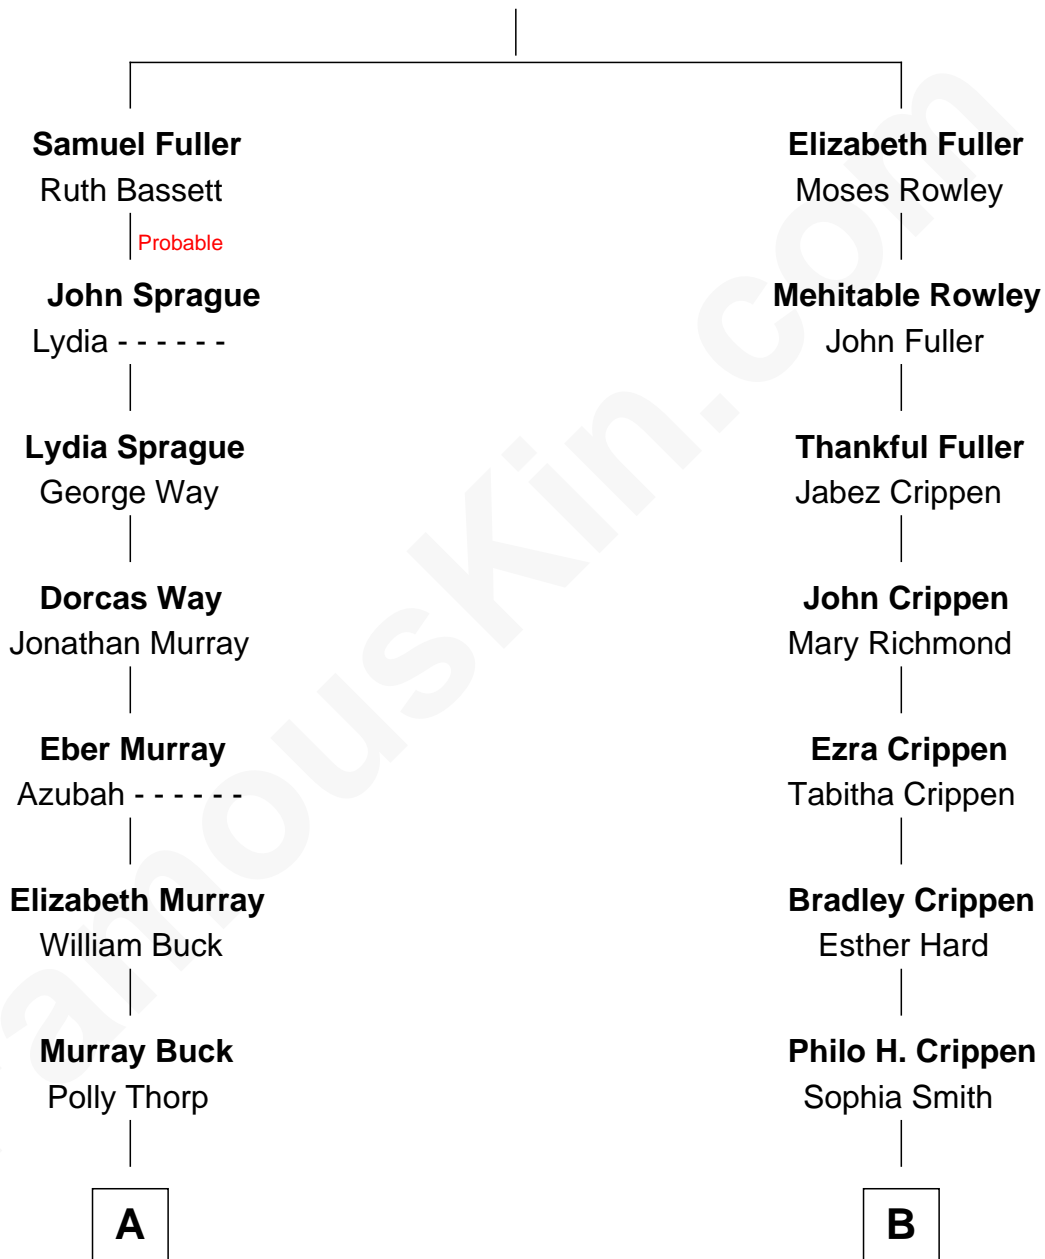 Samuel Fuller
Ruth Bassett
Probable
John Sprague
Lydia - - - - - -
Lydia Sprague
George Way
Dorcas Way
Jonathan Murray
Eber Murray
Azubah - - - - - -
Elizabeth Murray
William Buck
Murray Buck
Polly Thorp
A
Elizabeth Fuller
Moses Rowley
Mehitable Rowley
John Fuller
Thankful Fuller
Jabez Crippen
John Crippen
Mary Richmond
Ezra Crippen
Tabitha Crippen
Bradley Crippen
Esther Hard
Philo H. Crippen
Sophia Smith
B
amouskin.com